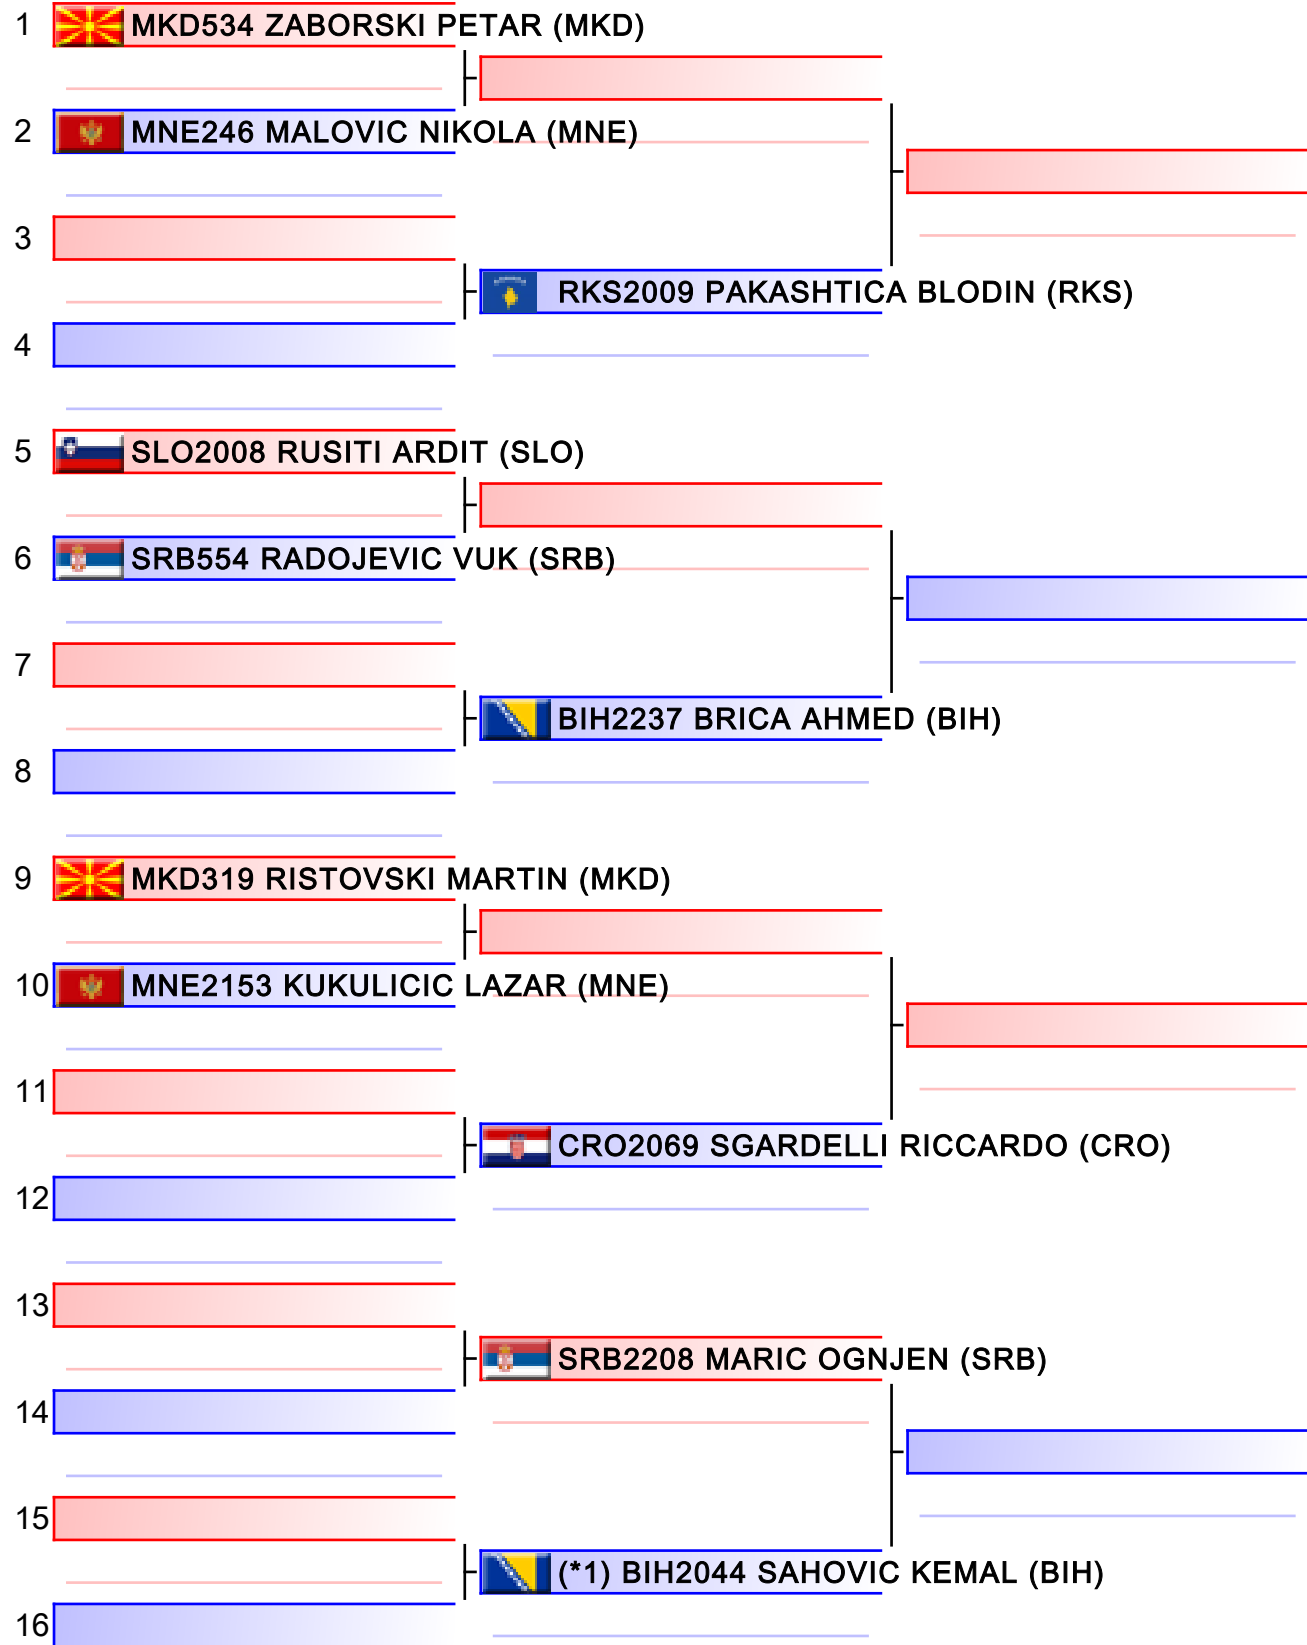 1 MKD534 ZABORSKI PETAR (MKD)
2 MNE246 MALOVIC NIKOLA (MNE)
3
RKS2009 PAKASHTICA BLODIN (RKS)
4
5 SLO2008 RUSITI ARDIT (SLO)
6 SRB554 RADOJEVIC VUK (SRB)
7
BIH2237 BRICA AHMED (BIH)
8
9 MKD319 RISTOVSKI MARTIN (MKD)
10 MNE2153 KUKULICIC LAZAR (MNE)
11
CRO2069 SGARDELLI RICCARDO (CRO)
12
13
SRB2208 MARIC OGNJEN (SRB)
14
15
(*1) BIH2044 SAHOVIC KEMAL (BIH)
16